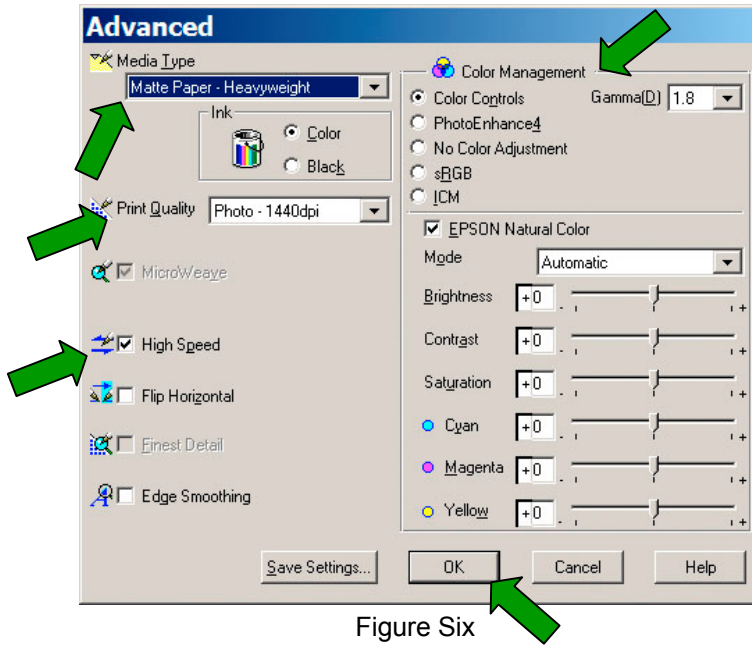 Advanced
Media Type
Matte Paper - Heavyweight
Ink
Color
Black
Print Quality Photo - 1440dpi
MicroWeave
High Speed
Flip Horizontal
Finest Detail
Edge Smoothing
Color Management
Color Controls Gamma(D) 1.8
PhotoEnhance4
No Color Adjustment
sRGB
ICM
EPSON Natural Color
Mode Automatic
Brightness +0 - +
Contrast +0 - +
Saturation +0 - +
Cyan +0 - +
Magenta +0 - +
Yellow +0 - +
Save Settings... OK Cancel Help
Figure Six